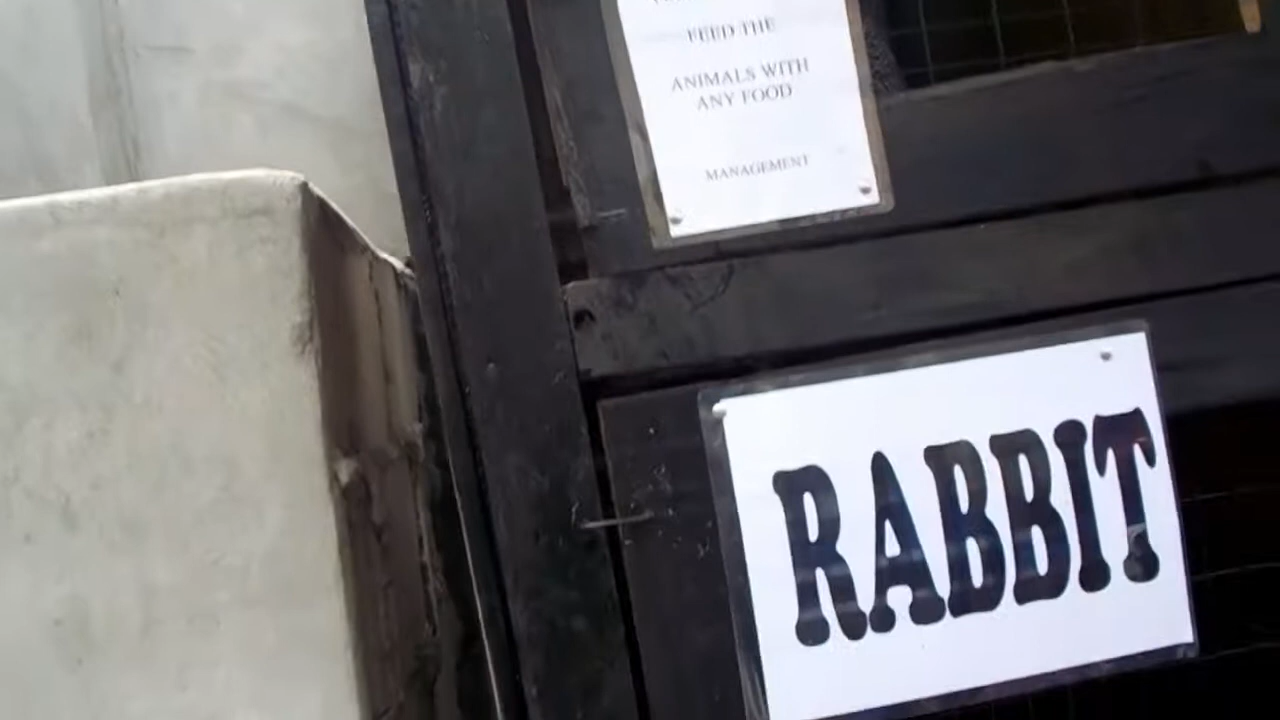 FEED THE
ANIMALS WITH
ANY FOOD
MANAGEMENT
RABBIT